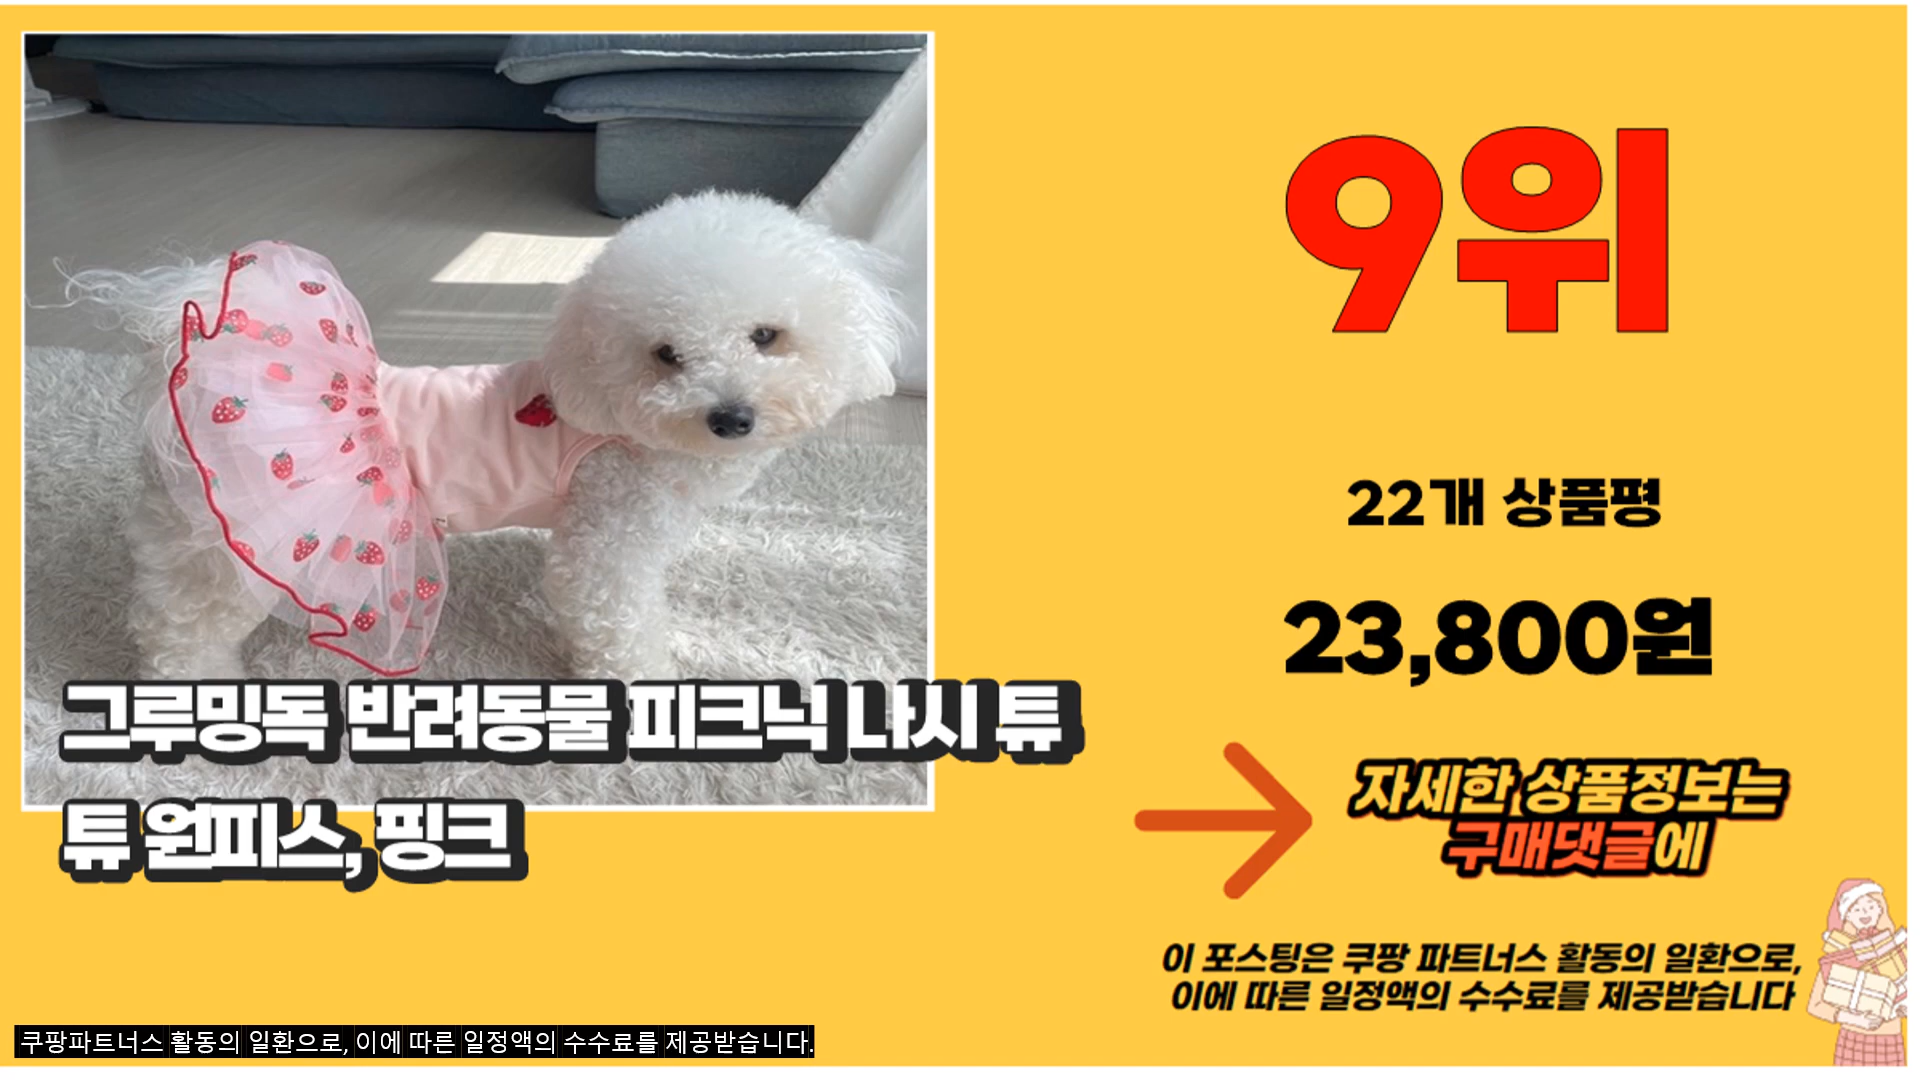 9위
22개 상품평
23,800원
그루밍독 반려동물 피크닉 나시 튜
튜 원피스, 핑크
자세한 상품정보는
구매댓글에
이 포스팅은 쿠팡 파트너스 활동의 일환으로,
이에 따른 일정액의 수수료를 제공받습니다
쿠팡파트너스 활동의 일환으로, 이에 따른 일정액의 수수료를 제공받습니다.